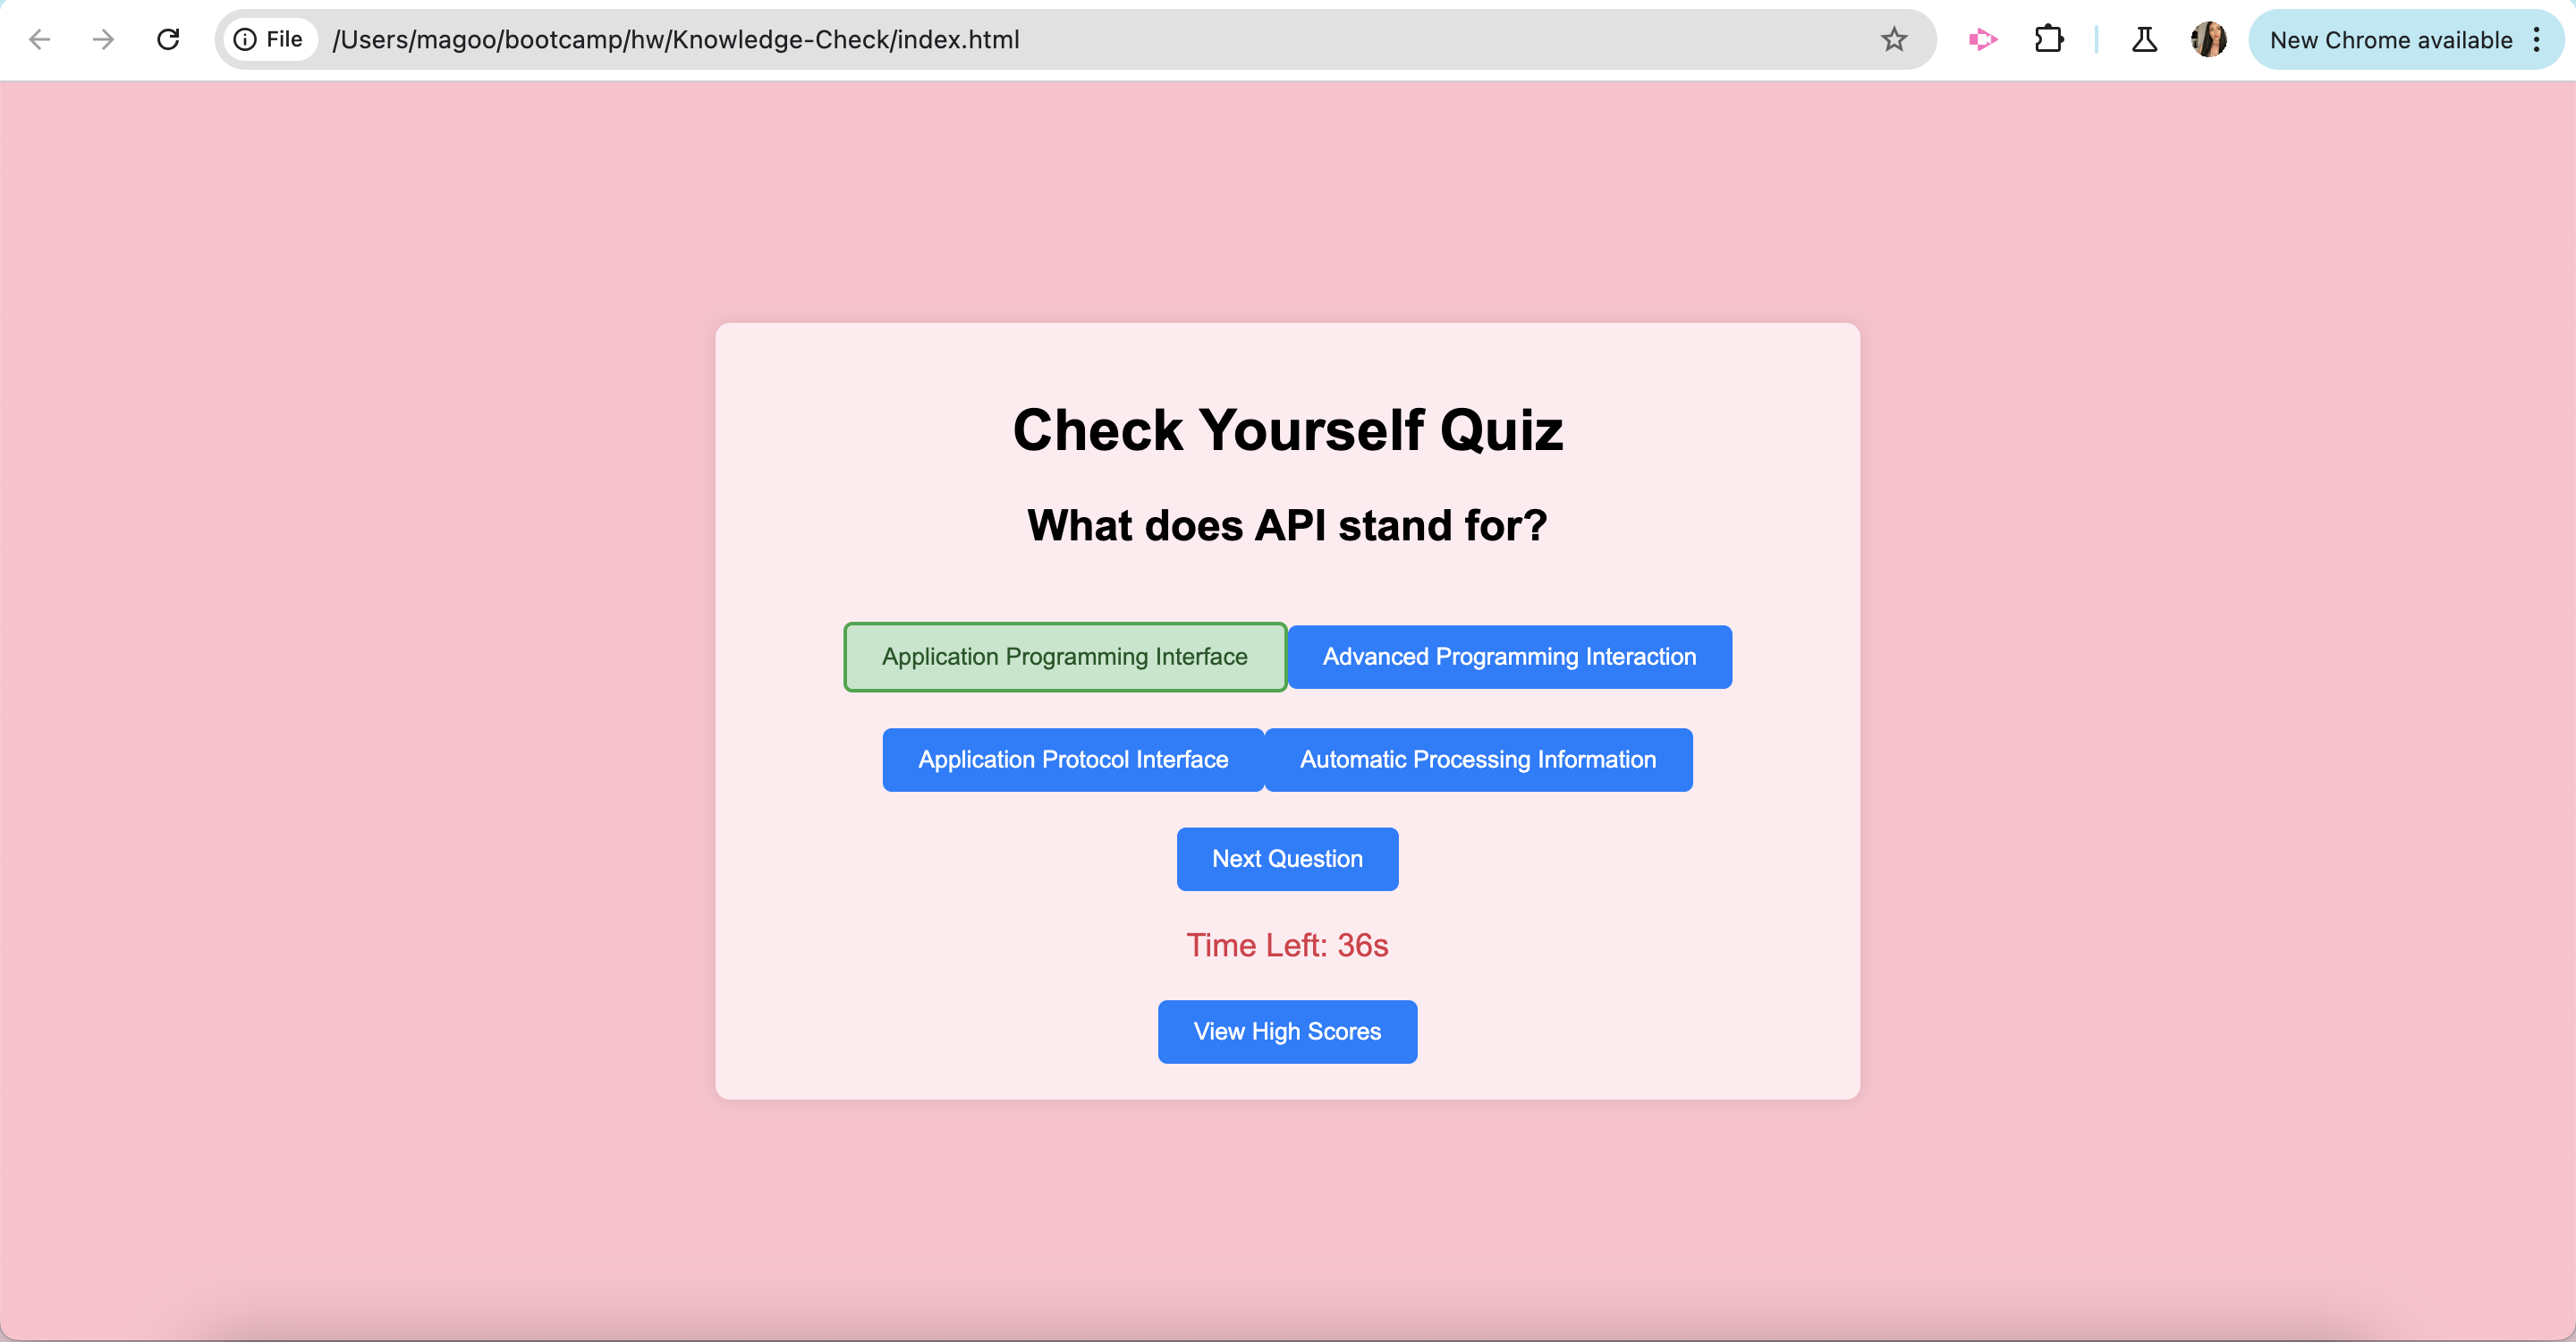 File /Users/magoo/bootcamp/hw/Knowledge-Check/index.html New Chrome available
Check Yourself Quiz
What does API stand for?
Application Programming Interface Advanced Programming Interaction
Application Protocol Interface Automatic Processing Information
Next Question
Time Left: 36s
View High Scores